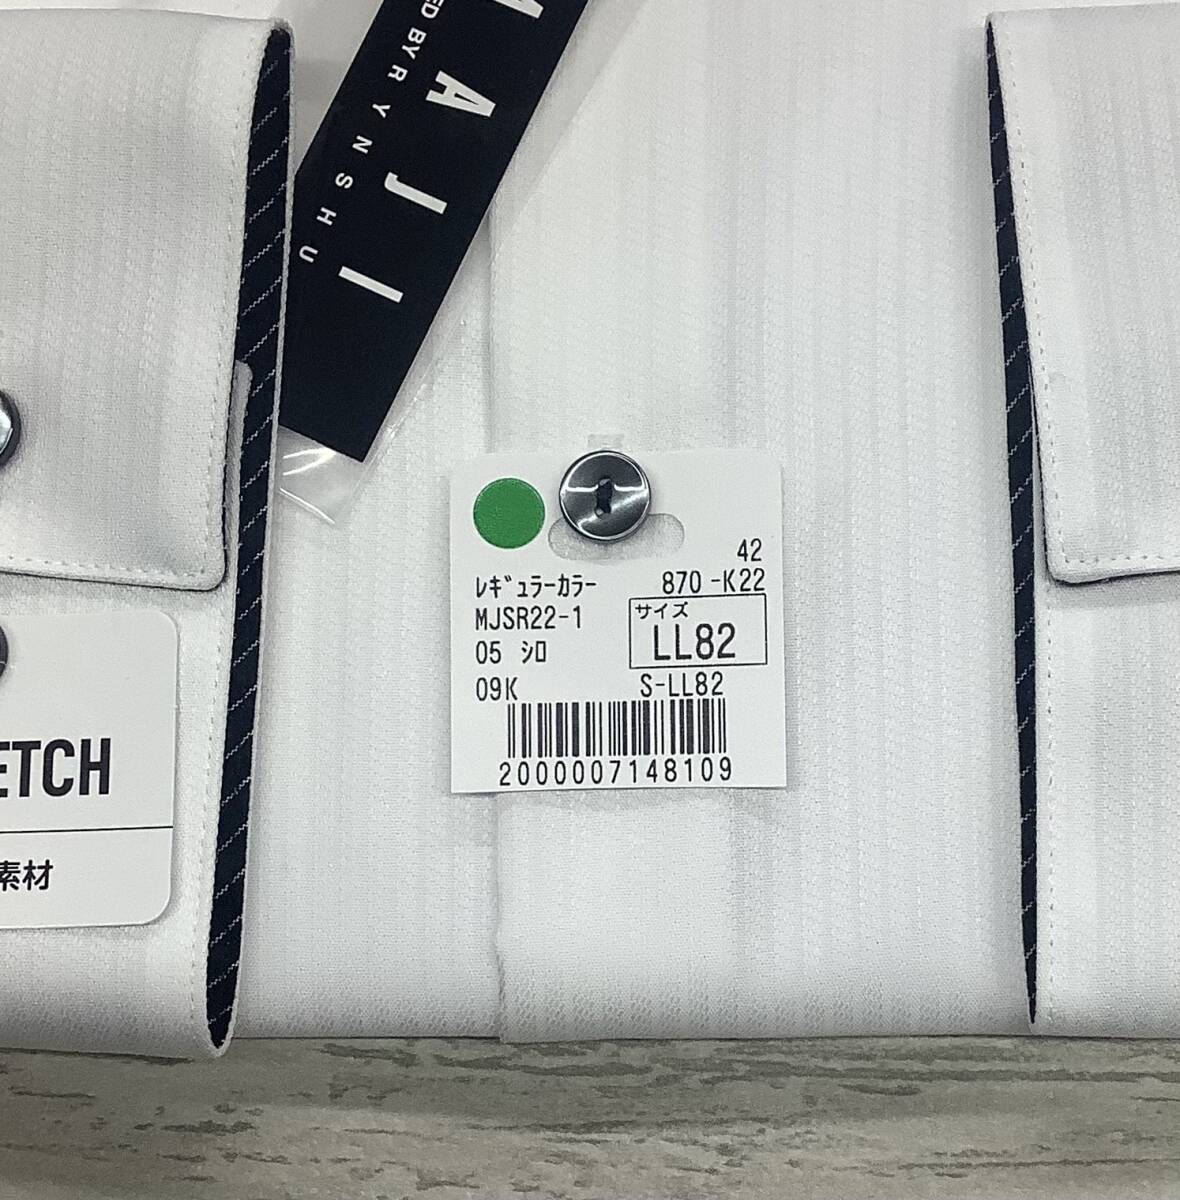 MAJI
ED BY RYNSHU
42
ﾚｷﾞｭﾗｰｶﾗｰ 870 -K22
MJSR22-1 サイズ
05 ｼﾛ LL82
09K S-LL82
2000007148109
ETCH
素材